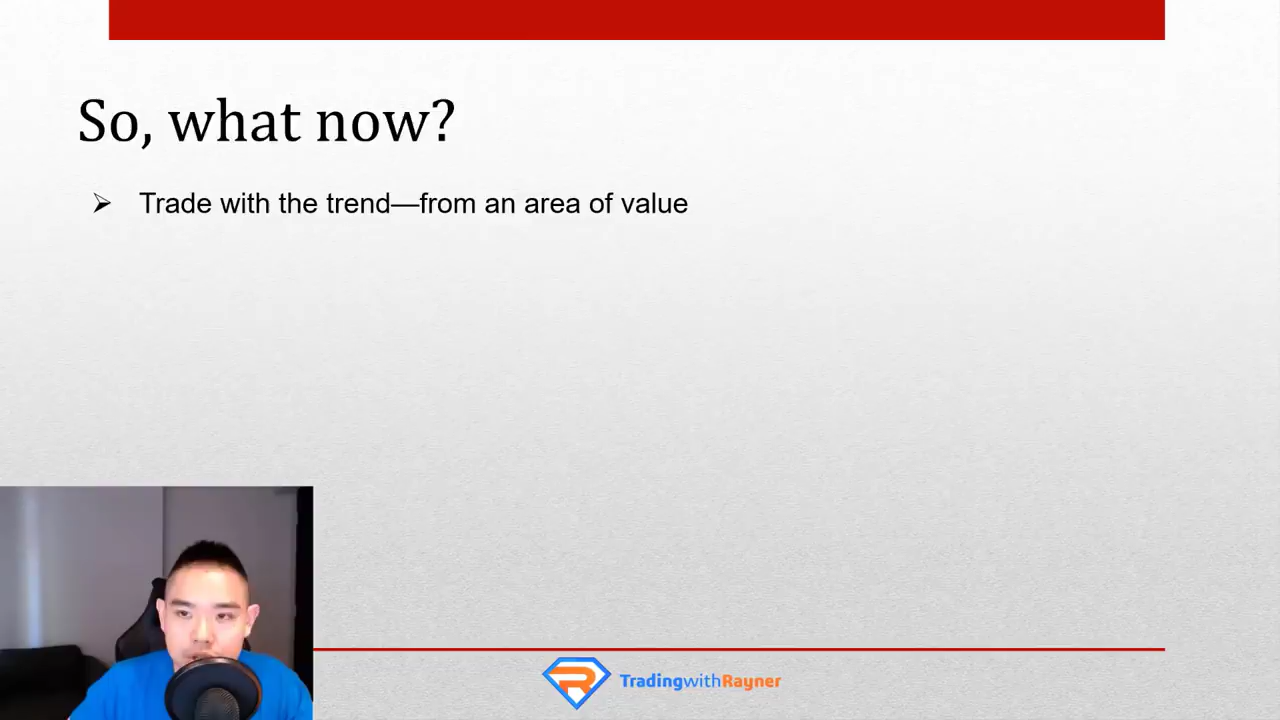 So, what now?
➢ Trade with the trend—from an area of value
TradingwithRayner